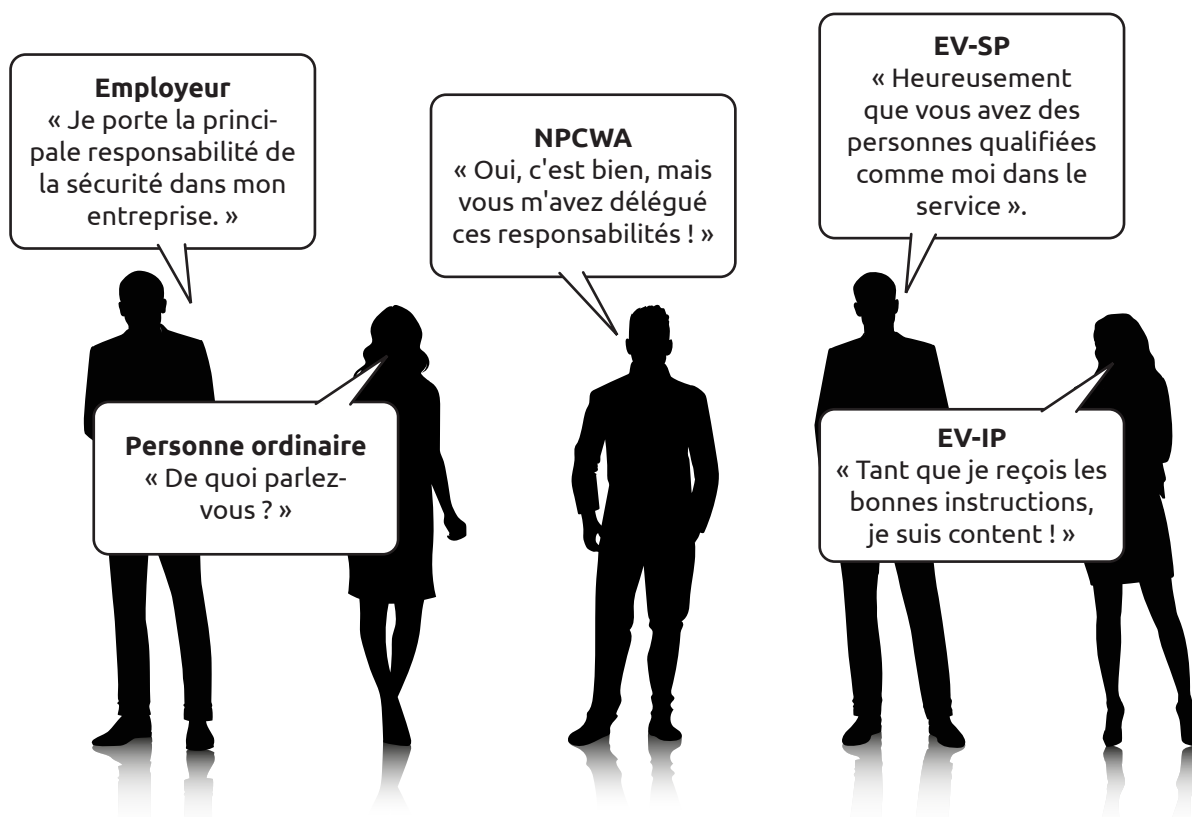 Employeur
« Je porte la princi-
pale responsabilité de
la sécurité dans mon
entreprise. »
Personne ordinaire
« De quoi parlez-
vous ? »
NPCWA
« Oui, c'est bien, mais
vous m'avez délégué
ces responsabilités ! »
EV-SP
« Heureusement
que vous avez des
personnes qualifiées
comme moi dans le
service ».
EV-IP
« Tant que je reçois les
bonnes instructions,
je suis content ! »